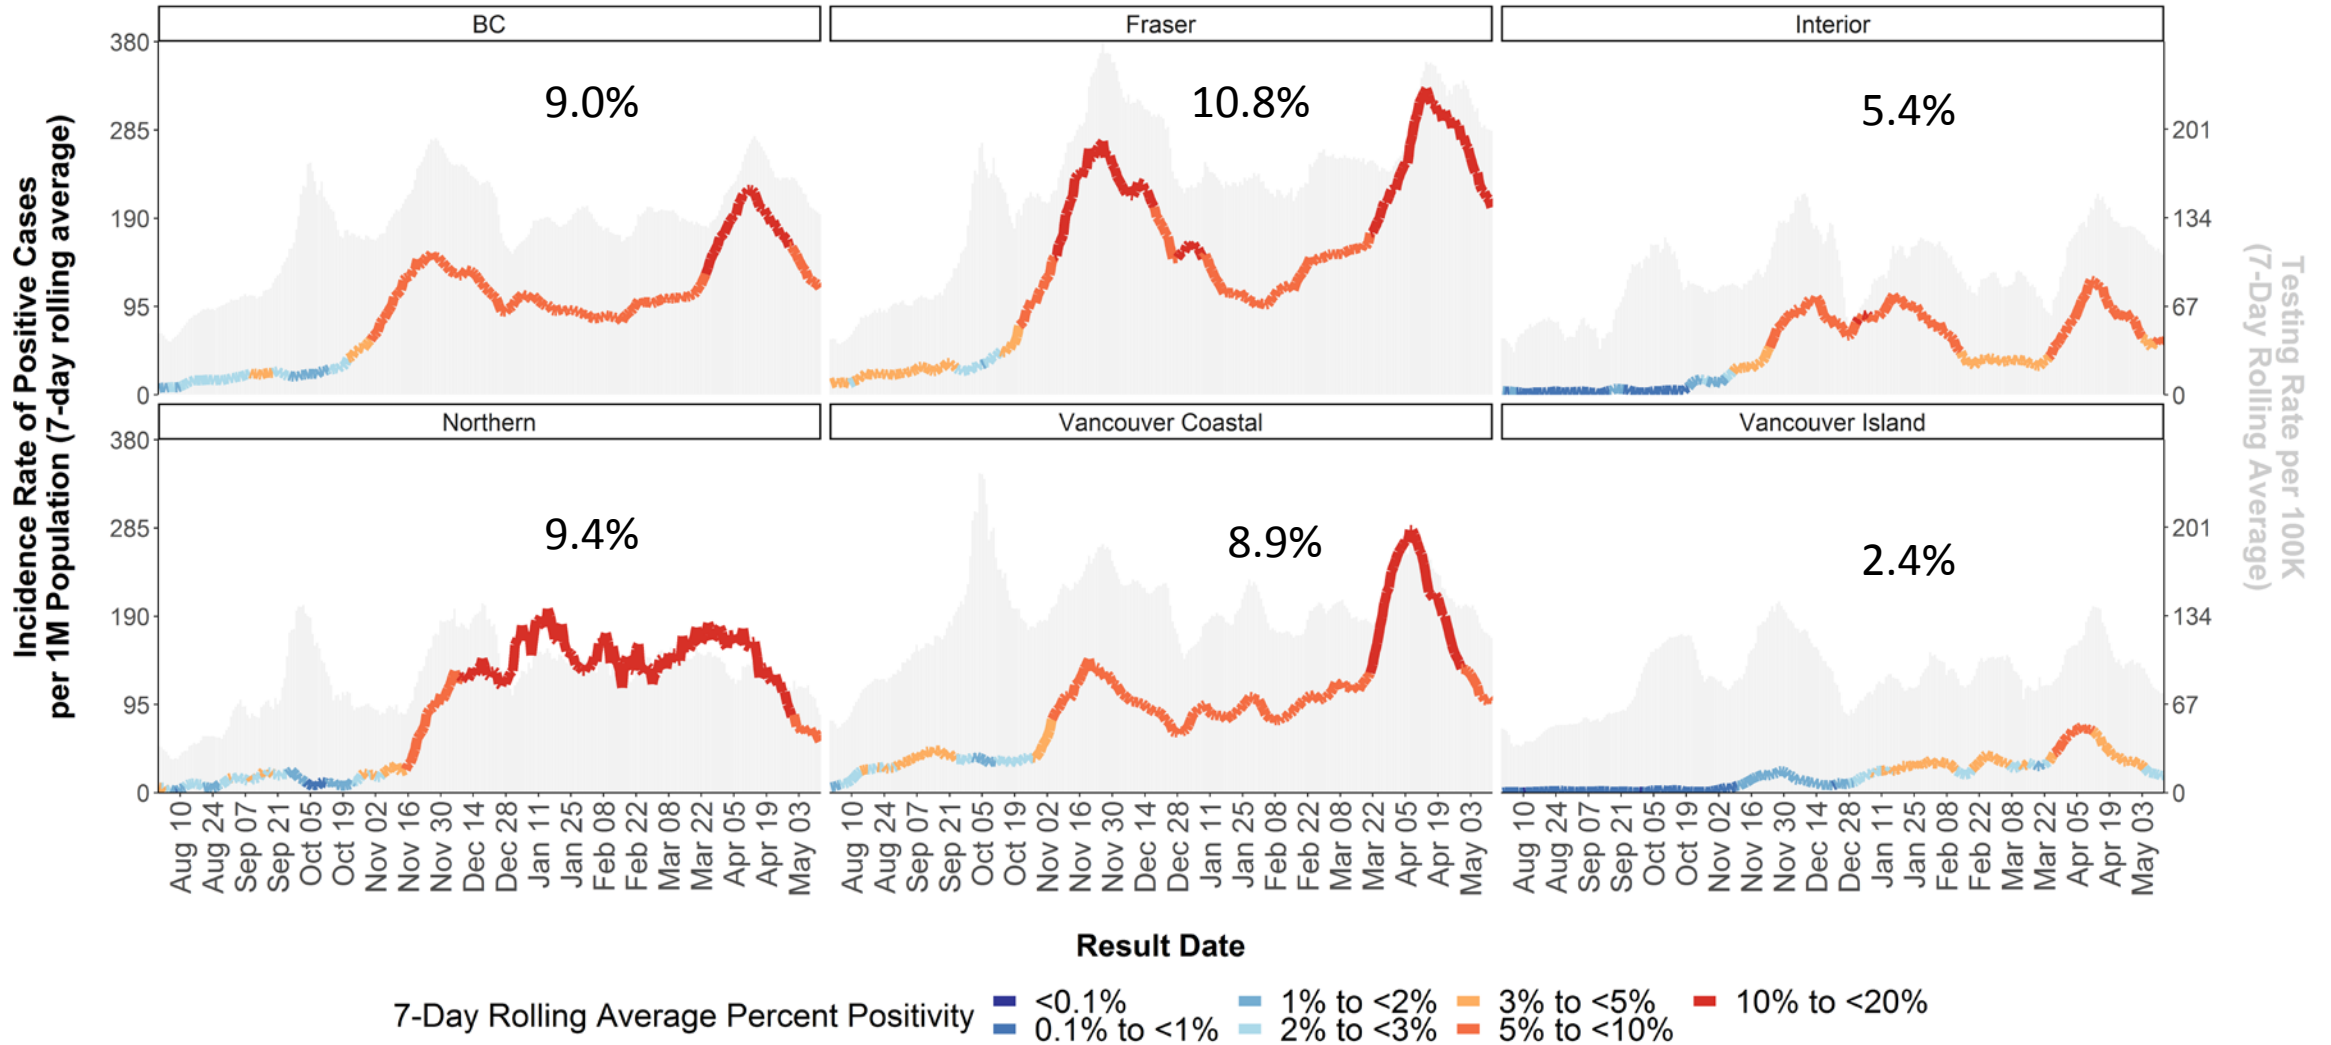 BC
Fraser
Interior
380
285
190
95
0
9.0%
10.8%
5.4%
201
134
67
0
Northern
Vancouver Coastal
Vancouver Island
380
285
190
95
0
9.4%
8.9%
2.4%
201
134
67
0
Incidence Rate of Positive Cases
per 1M Population (7-day rolling average)
Testing Rate per 100K
(7-Day Rolling Average)
Aug 10 Aug 24 Sep 07 Sep 21 Oct 05 Oct 19 Nov 02 Nov 16 Nov 30 Dec 14 Dec 28 Jan 11 Jan 25 Feb 08 Feb 22 Mar 08 Mar 22 Apr 05 Apr 19 May 03
Aug 10 Aug 24 Sep 07 Sep 21 Oct 05 Oct 19 Nov 02 Nov 16 Nov 30 Dec 14 Dec 28 Jan 11 Jan 25 Feb 08 Feb 22 Mar 08 Mar 22 Apr 05 Apr 19 May 03
Aug 10 Aug 24 Sep 07 Sep 21 Oct 05 Oct 19 Nov 02 Nov 16 Nov 30 Dec 14 Dec 28 Jan 11 Jan 25 Feb 08 Feb 22 Mar 08 Mar 22 Apr 05 Apr 19 May 03
Result Date
7-Day Rolling Average Percent Positivity
<0.1%
1% to <2%
3% to <5%
10% to <20%
0.1% to <1%
2% to <3%
5% to <10%